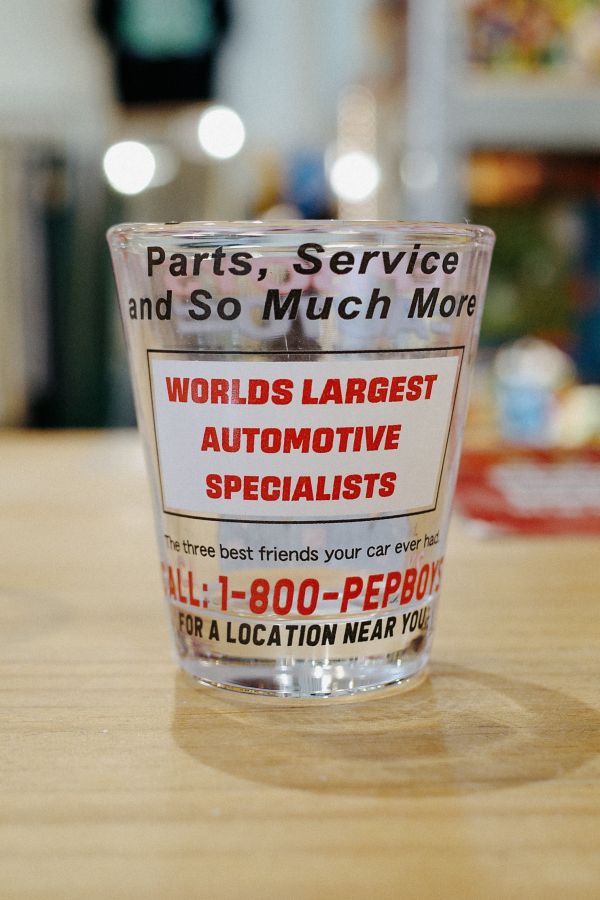 Parts, Service
and So Much More
WORLDS LARGEST
AUTOMOTIVE
SPECIALISTS
The three best friends your car ever had
CALL: 1-800-PEPBOYS
FOR A LOCATION NEAR YOU.